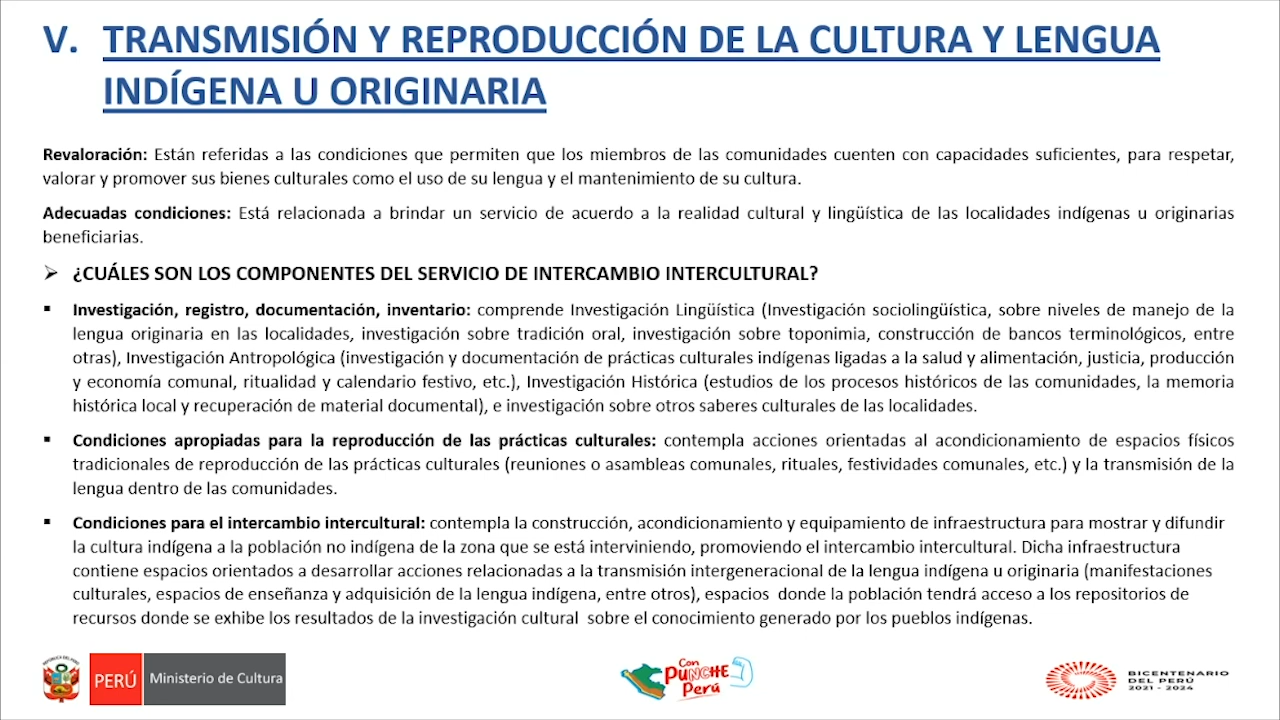 V. TRANSMISIÓN Y REPRODUCCIÓN DE LA CULTURA Y LENGUA
INDÍGENA U ORIGINARIA
Revaloración: Están referidas a las condiciones que permiten que los miembros de las comunidades cuenten con capacidades suficientes, para respetar,
valorar y promover sus bienes culturales como el uso de su lengua y el mantenimiento de su cultura.
Adecuadas condiciones: Está relacionada a brindar un servicio de acuerdo a la realidad cultural y lingüística de las localidades indígenas u originarias
beneficiarias.
➢ ¿CUÁLES SON LOS COMPONENTES DEL SERVICIO DE INTERCAMBIO INTERCULTURAL?
▪ Investigación, registro, documentación, inventario: comprende Investigación Lingüística (Investigación sociolingüística, sobre niveles de manejo de la
lengua originaria en las localidades, investigación sobre tradición oral, investigación sobre toponimia, construcción de bancos terminológicos, entre
otras), Investigación Antropológica (investigación y documentación de prácticas culturales indígenas ligadas a la salud y alimentación, justicia, producción
y economía comunal, ritualidad y calendario festivo, etc.), Investigación Histórica (estudios de los procesos históricos de las comunidades, la memoria
histórica local y recuperación de material documental), e investigación sobre otros saberes culturales de las localidades.
▪ Condiciones apropiadas para la reproducción de las prácticas culturales: contempla acciones orientadas al acondicionamiento de espacios físicos
tradicionales de reproducción de las prácticas culturales (reuniones o asambleas comunales, rituales, festividades comunales, etc.) y la transmisión de la
lengua dentro de las comunidades.
▪ Condiciones para el intercambio intercultural: contempla la construcción, acondicionamiento y equipamiento de infraestructura para mostrar y difundir
la cultura indígena a la población no indígena de la zona que se está interviniendo, promoviendo el intercambio intercultural. Dicha infraestructura
contiene espacios orientados a desarrollar acciones relacionadas a la transmisión intergeneracional de la lengua indígena u originaria (manifestaciones
culturales, espacios de enseñanza y adquisición de la lengua indígena, entre otros), espacios donde la población tendrá acceso a los repositorios de
recursos donde se exhibe los resultados de la investigación cultural sobre el conocimiento generado por los pueblos indígenas.
REPÚBLICA DEL PERÚ
PERÚ Ministerio de Cultura
Con
PUNCHE
Perú
BICENTENARIO
DEL PERÚ
2021 - 2024